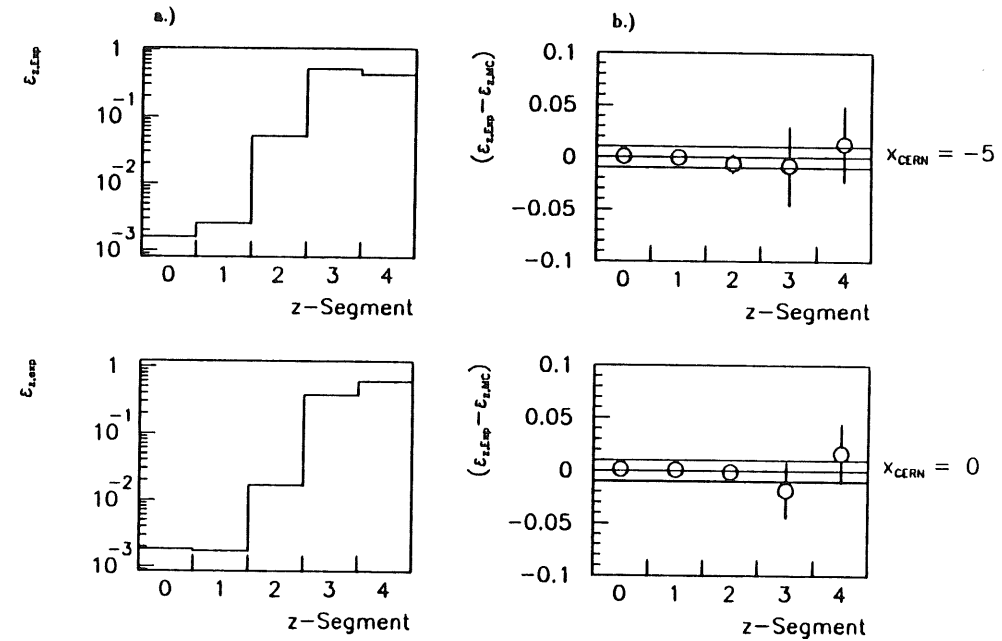 a.)
b.)
ε_z,Exp
1
10^-1
10^-2
10^-3
10
0 1 2 3 4
z-Segment
(ε_z,Exp − ε_z,MC)
0.1
0.05
0
−0.05
−0.1
0 1 2 3 4
z-Segment
x_CERN = −5
ε_z,exp
1
10^-1
10^-2
10^-3
10
0 1 2 3 4
z-Segment
(ε_z,Exp − ε_z,MC)
0.1
0.05
0
−0.05
−0.1
0 1 2 3 4
z-Segment
x_CERN = 0